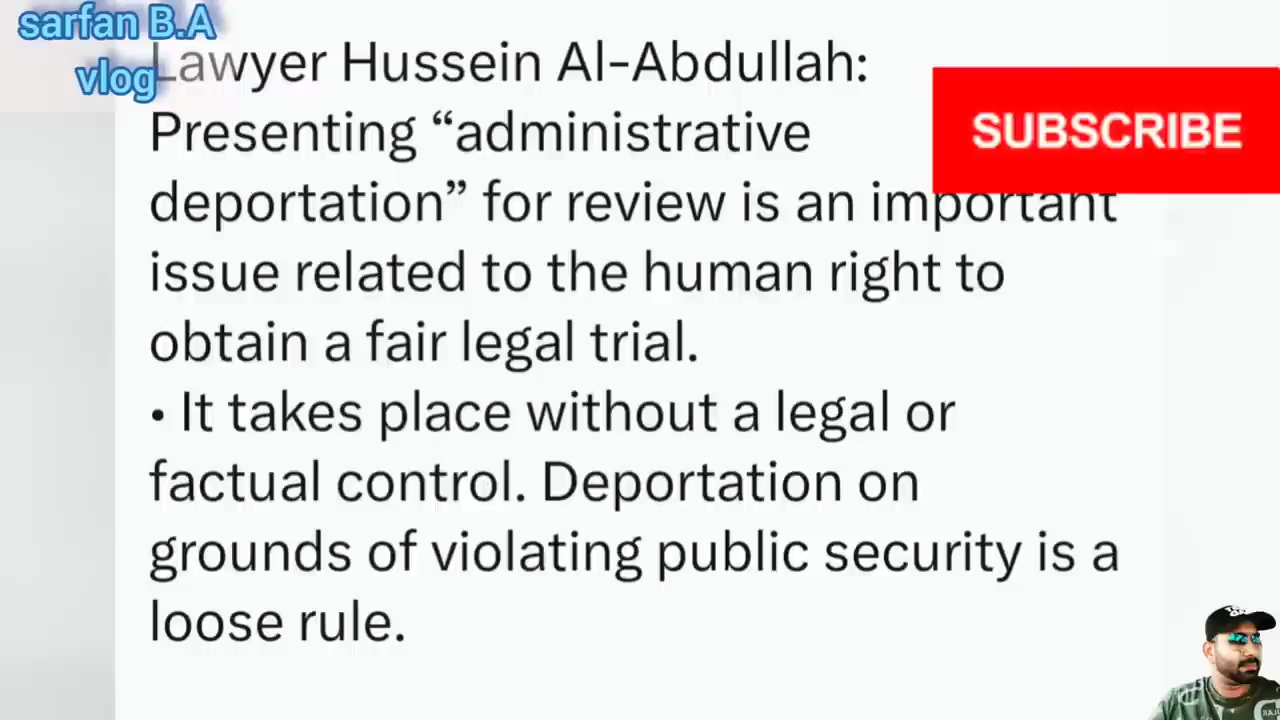 sarfan B.A
vlog
Lawyer Hussein Al-Abdullah:
Presenting “administrative
SUBSCRIBE
deportation” for review is an important
issue related to the human right to
obtain a fair legal trial.
• It takes place without a legal or
factual control. Deportation on
grounds of violating public security is a
loose rule.